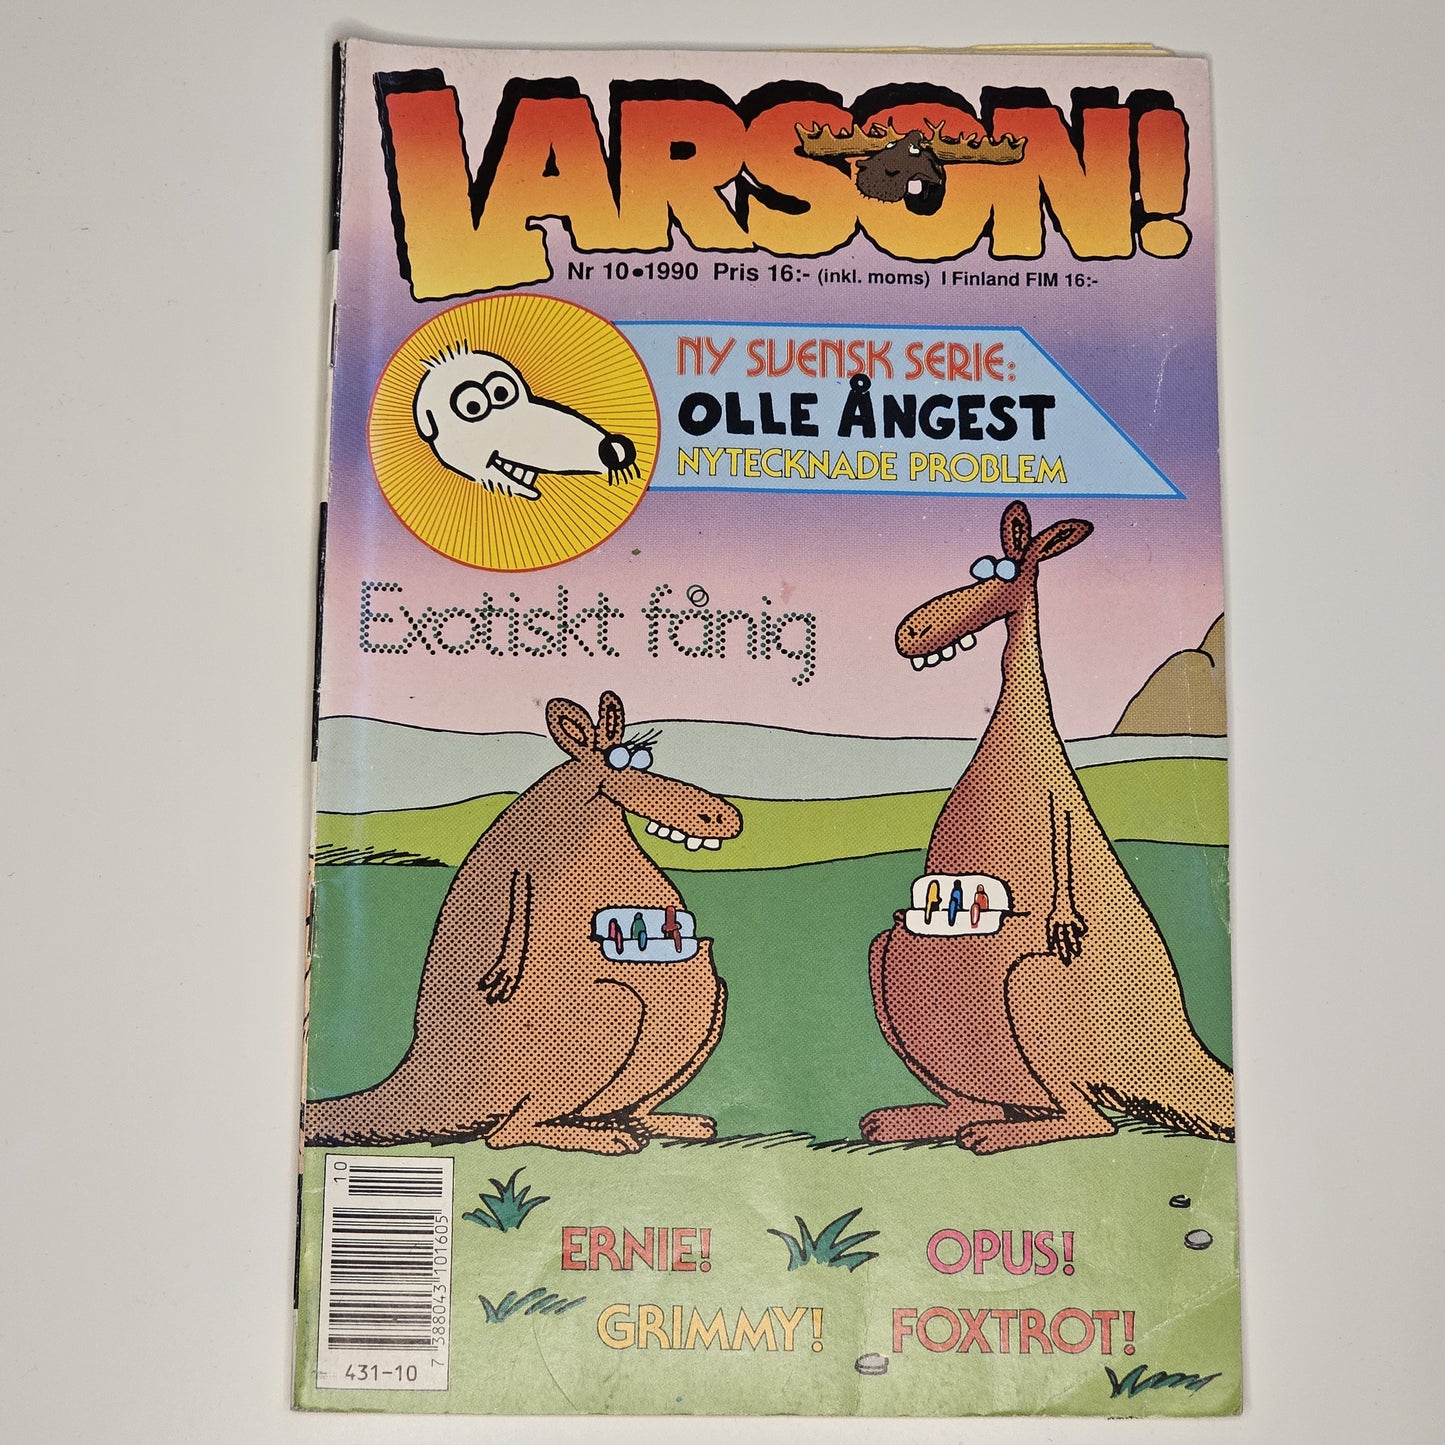 LARSON!
Nr 10•1990 Pris 16:- (inkl. moms) I Finland FIM 16:-
NY SVENSK SERIE:
OLLE ÅNGEST
NYTECKNADE PROBLEM
Exotiskt fånig
ERNIE! OPUS!
GRIMMY! FOXTROT!
10
7 388043 101605
431-10